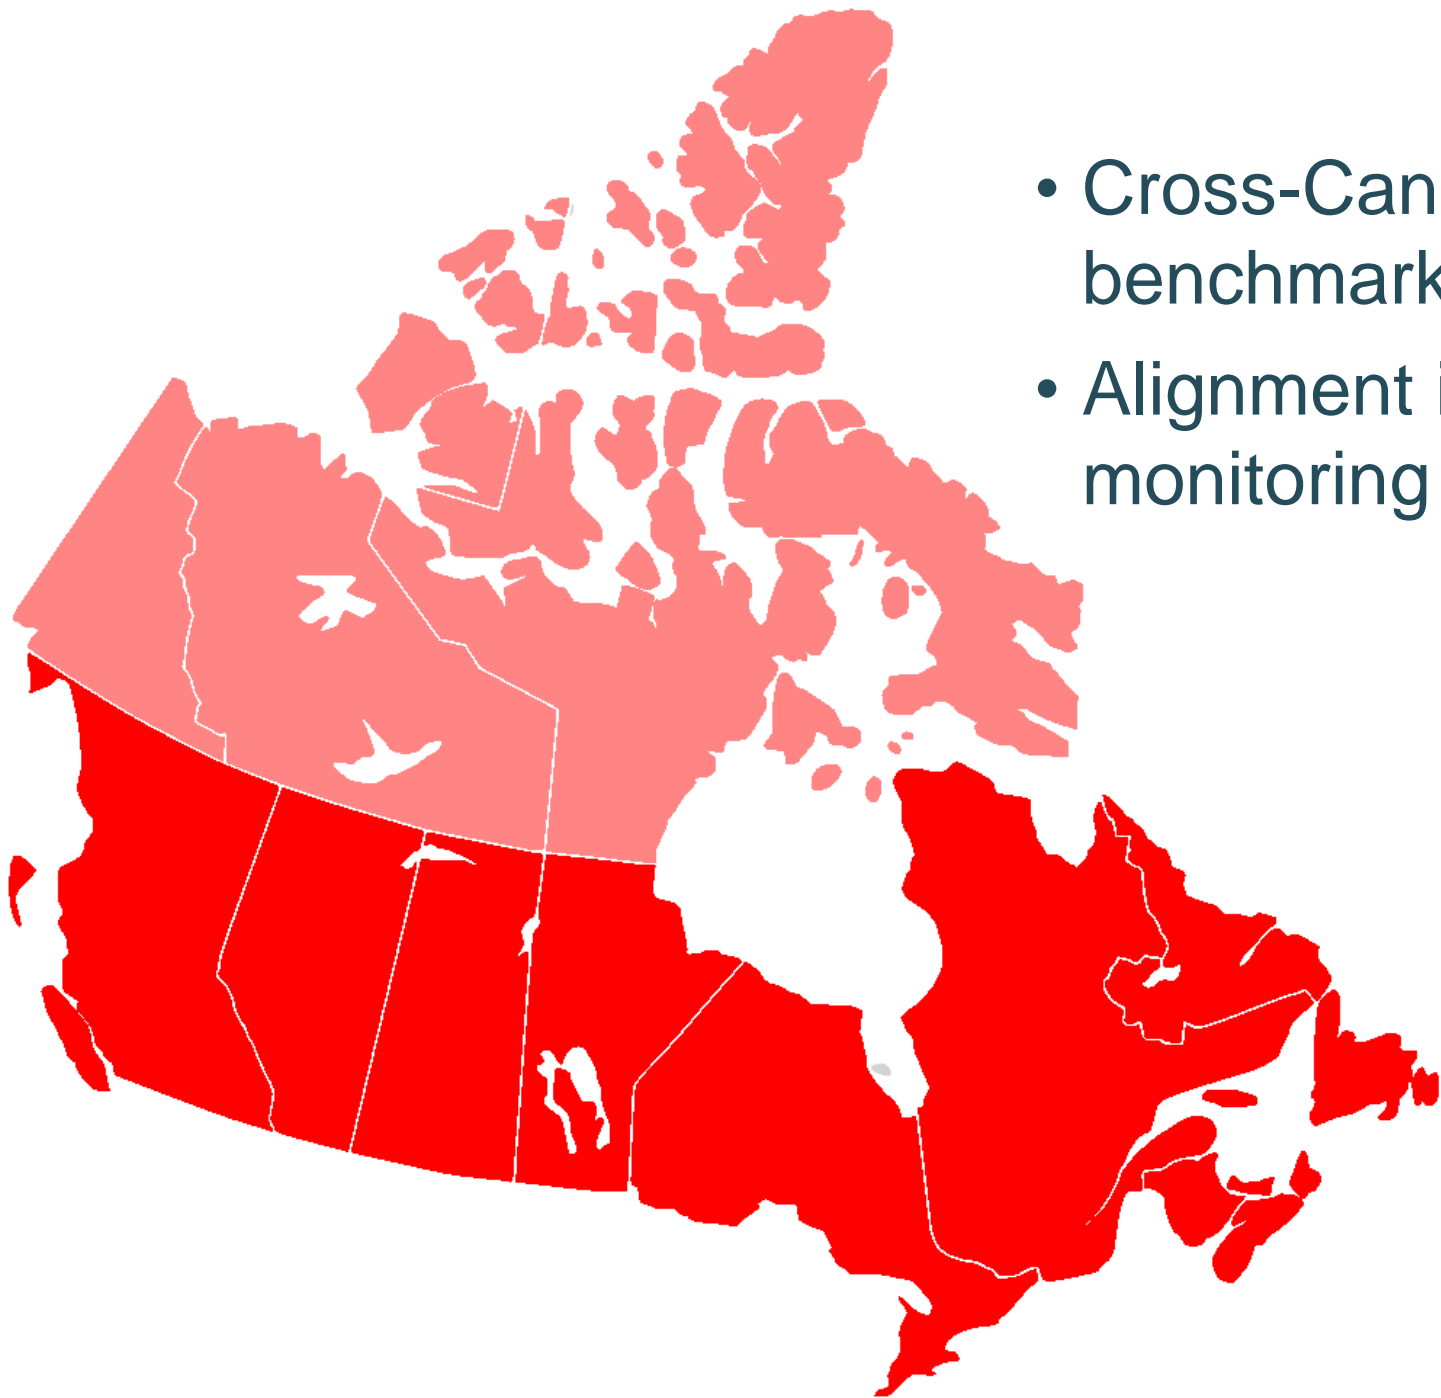 • Cross-Can
benchmark
• Alignment i
monitoring